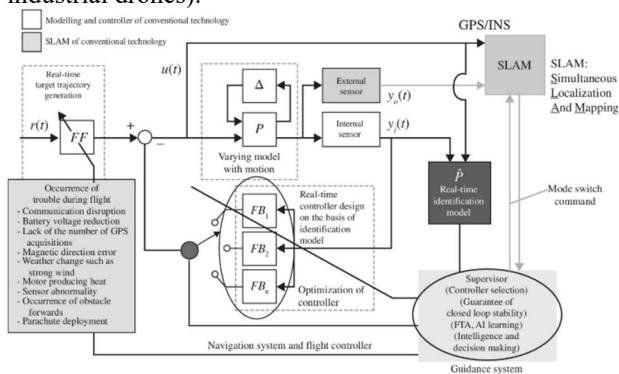 industrial drones).
Modelling and controller of conventional technology
SLAM of conventional technology
GPS/INS
Real-time
target trajectory
generation
r(t)
FF
+
−
u(t)
Δ
P
Varying model
with motion
External
sensor
yo(t)
Internal
sensor
yi(t)
SLAM
SLAM:
Simultaneous
Localization
And Mapping
P̂
Real-time
identification
model
Mode switch
command
Occurrence of
trouble during flight
- Communication disruption
- Battery voltage reduction
- Lack of the number of GPS
acquisitions
- Magnetic direction error
- Weather change such as
strong wind
- Motor producing heat
- Sensor abnormality
- Occurrence of obstacle
forwards
- Parachute deployment
FB1
FB2
FBn
Real-time
controller design
on the basis of
identification
model
Optimization of
controller
Supervisor
(Controller selection)
(Guarantee of
closed loop stability)
(FTA, AI learning)
(Intelligence and
decision making)
Navigation system and flight controller
Guidance system